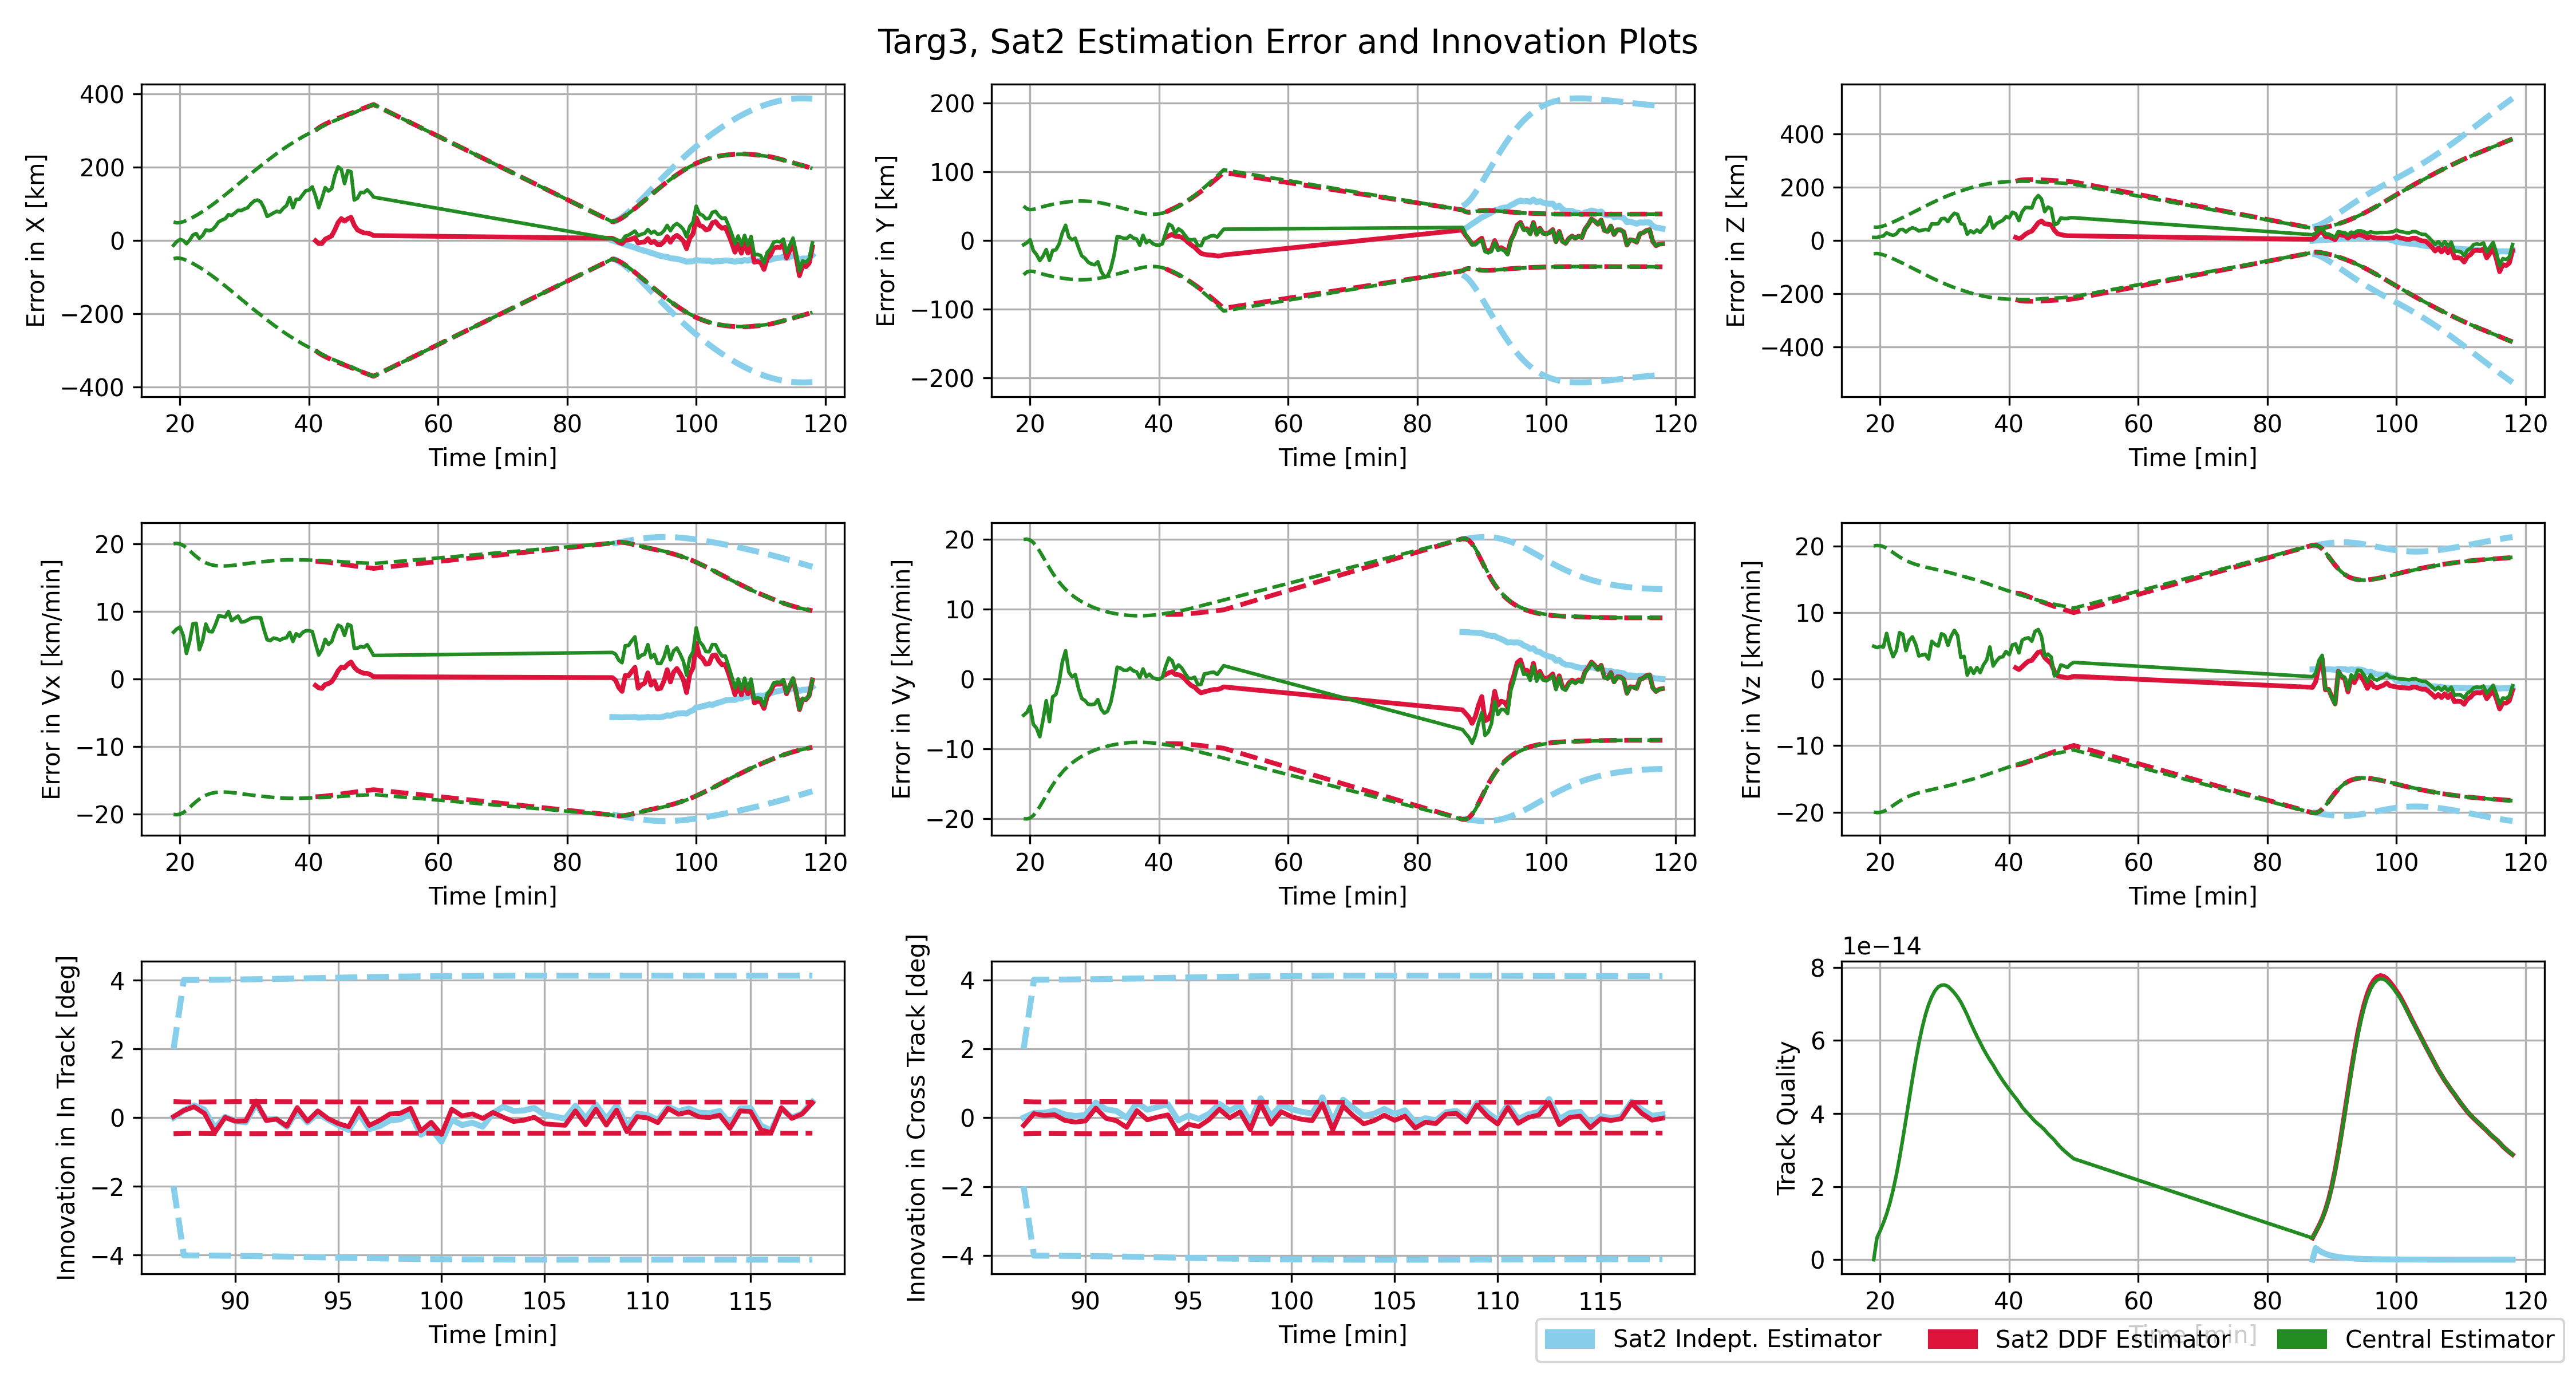 Targ3, Sat2 Estimation Error and Innovation Plots
Error in X [km]
400
200
0
−200
−400
20 40 60 80 100 120
Time [min]
Error in Y [km]
200
100
0
−100
−200
20 40 60 80 100 120
Time [min]
Error in Z [km]
400
200
0
−200
−400
20 40 60 80 100 120
Time [min]
Error in Vx [km/min]
20
10
0
−10
−20
20 40 60 80 100 120
Time [min]
Error in Vy [km/min]
20
10
0
−10
−20
20 40 60 80 100 120
Time [min]
Error in Vz [km/min]
20
10
0
−10
−20
20 40 60 80 100 120
Time [min]
Innovation in In Track [deg]
4
2
0
−2
−4
90 95 100 105 110 115
Time [min]
Innovation in Cross Track [deg]
4
2
0
−2
−4
90 95 100 105 110 115
Time [min]
1e−14
Track Quality
8
6
4
2
0
20 40 60 80 100 120
Time [min]
Sat2 Indept. Estimator Sat2 DDF Estimator Central Estimator